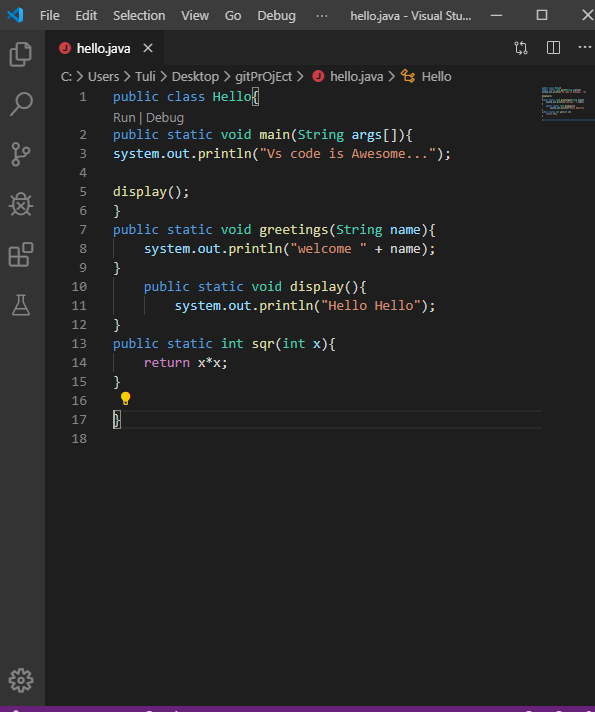 File Edit Selection View Go Debug ··· hello.java - Visual Stu...
hello.java
C: > Users > Tuli > Desktop > gitPrOjEct > hello.java > Hello
1 public class Hello{
Run | Debug
2 public static void main(String args[]){
3 system.out.println("Vs code is Awesome...");
4
5 display();
6 }
7 public static void greetings(String name){
8 system.out.println("welcome " + name);
9 }
10 public static void display(){
11 system.out.println("Hello Hello");
12 }
13 public static int sqr(int x){
14 return x*x;
15 }
16
17 }
18